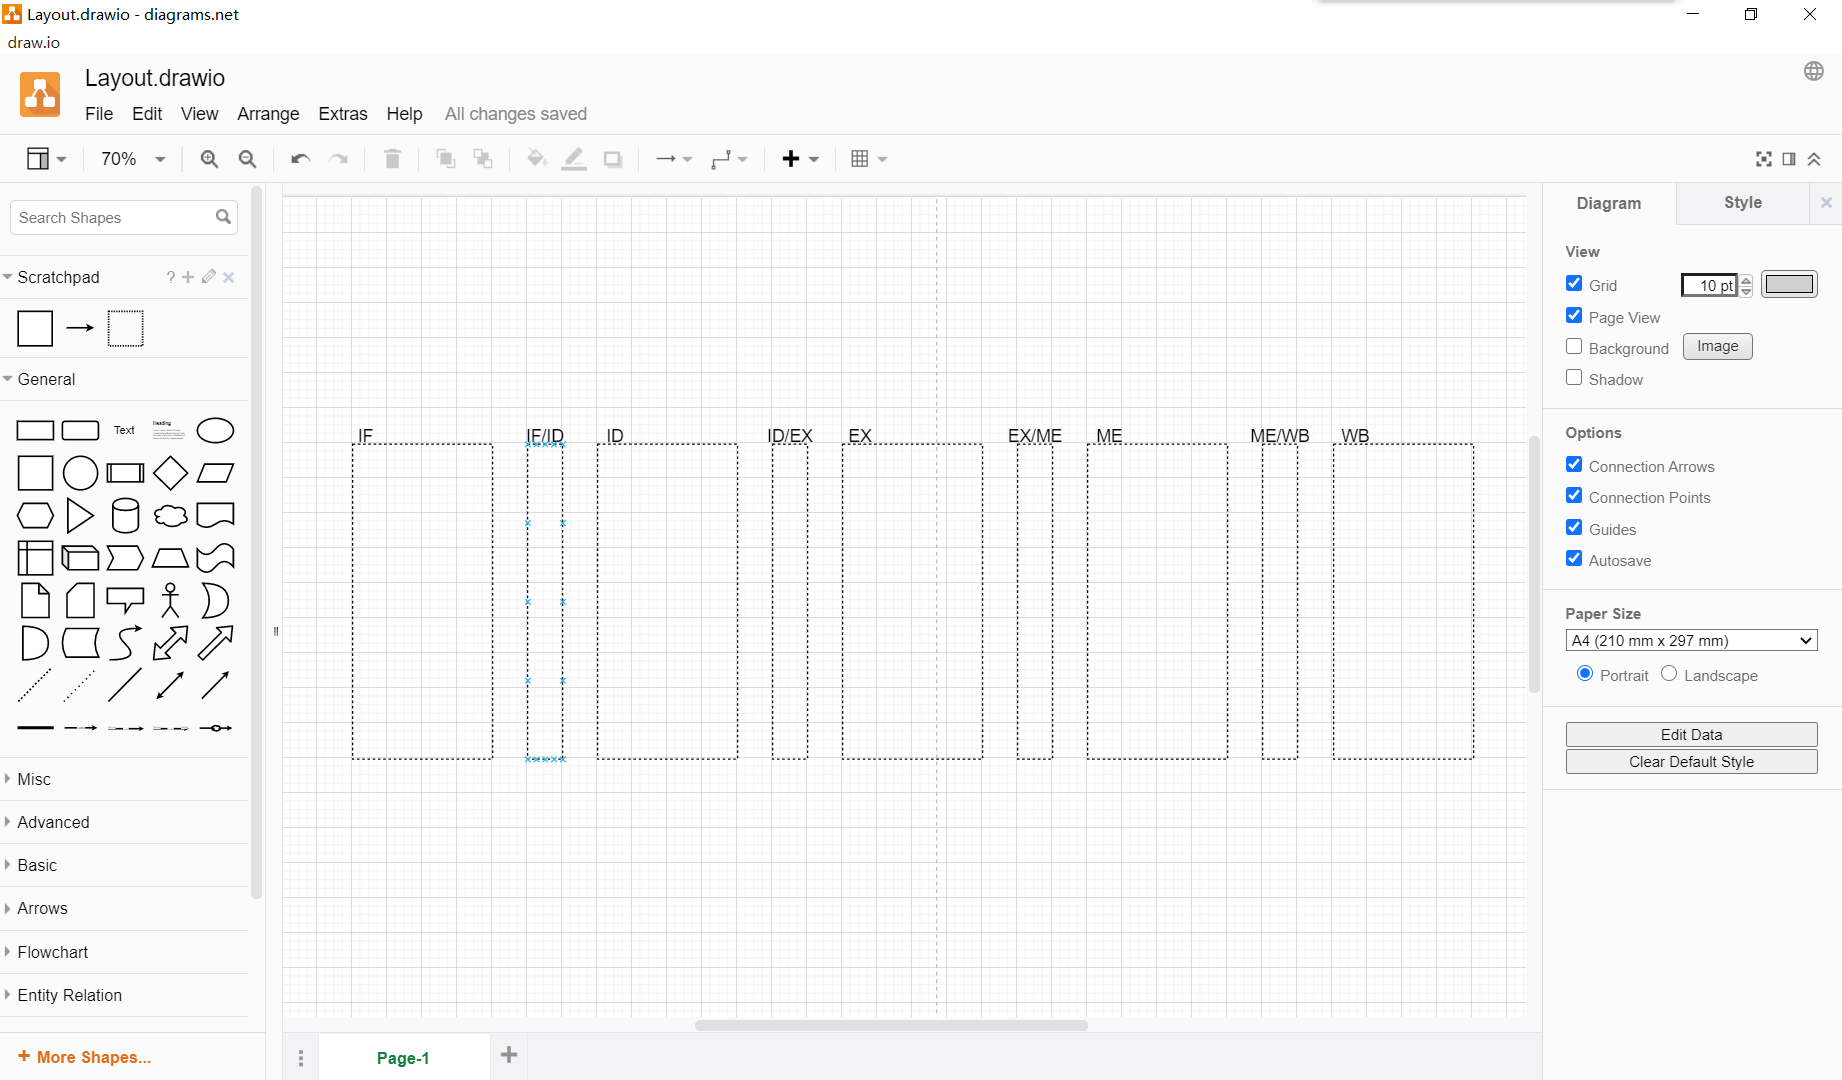 Layout.drawio - diagrams.net
draw.io
Layout.drawio
File Edit View Arrange Extras Help All changes saved
70%
Search Shapes
Scratchpad
?
General
Text
Heading
Misc
Advanced
Basic
Arrows
Flowchart
Entity Relation
+ More Shapes...
IF IF/ID ID ID/EX EX EX/ME ME ME/WB WB
Page-1
Diagram Style
View
Grid 10 pt
Page View
Background Image
Shadow
Options
Connection Arrows
Connection Points
Guides
Autosave
Paper Size
A4 (210 mm x 297 mm)
Portrait Landscape
Edit Data
Clear Default Style